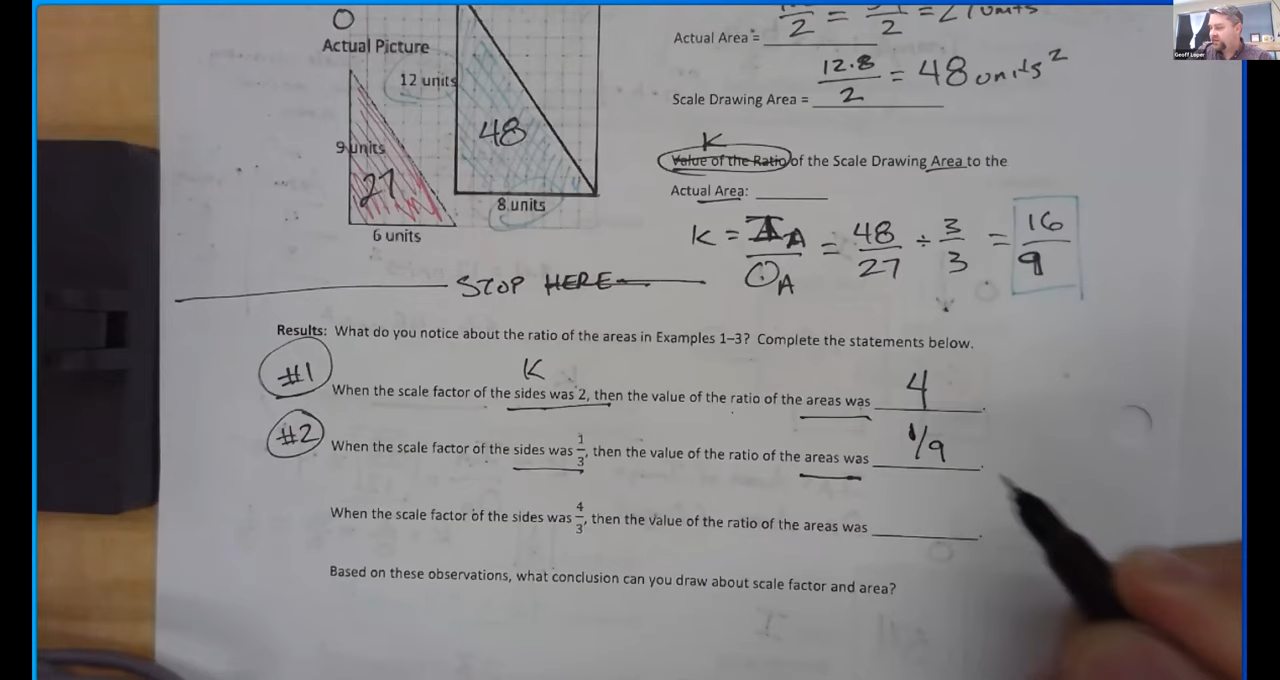 O
Actual Picture
12 units
9 units
48
27
8 units
6 units
2 = 2 = 27 units
Actual Area =
12.8
2 = 48 units 2
Scale Drawing Area =
K
Value of the Ratio of the Scale Drawing Area to the
Actual Area:
K = A / O A = 48/27 ÷ 3/3 = 16/9
STOP HERE
Results: What do you notice about the ratio of the areas in Examples 1–3? Complete the statements below.
#1
K
When the scale factor of the sides was 2, then the value of the ratio of the areas was 4.
#2
When the scale factor of the sides was 1/3, then the value of the ratio of the areas was 1/9.
When the scale factor of the sides was 4/3, then the value of the ratio of the areas was ________.
Based on these observations, what conclusion can you draw about scale factor and area?